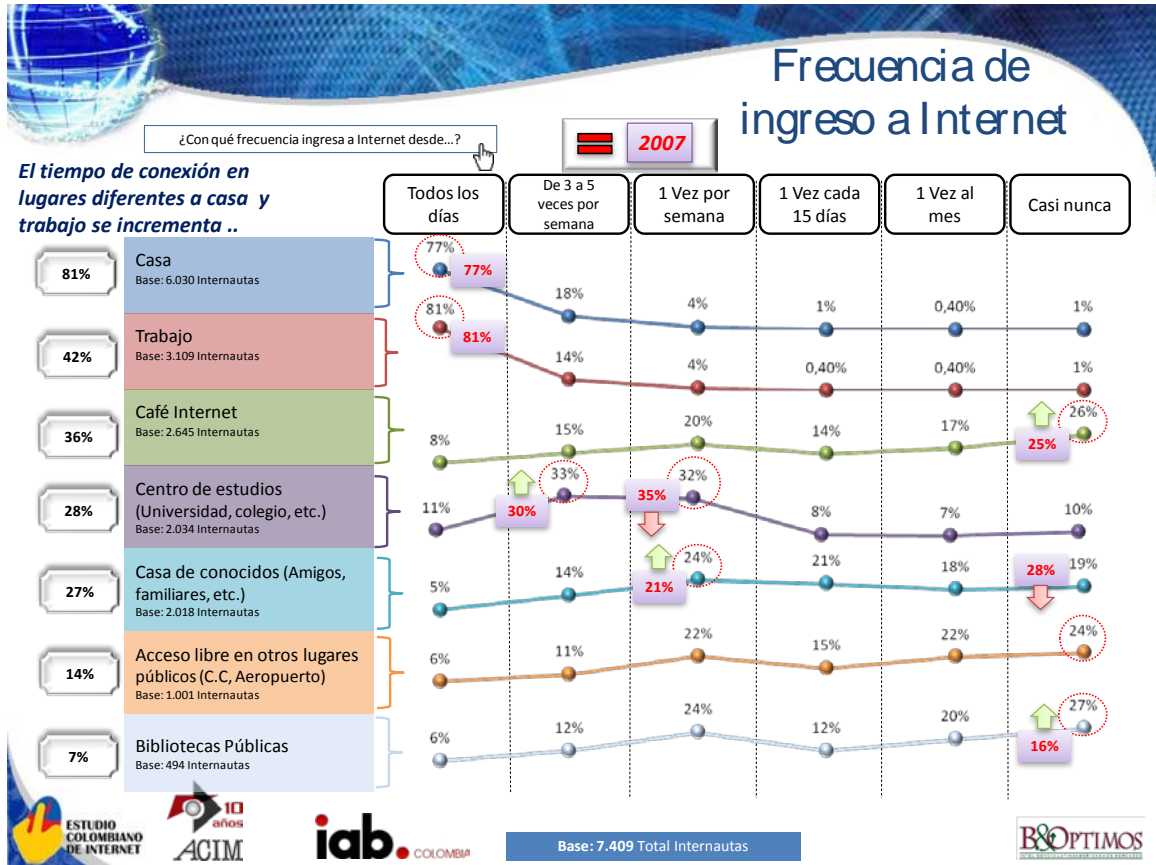 Frecuencia de
ingreso a Internet
¿Con qué frecuencia ingresa a Internet desde...?
2007
El tiempo de conexión en
lugares diferentes a casa y
trabajo se incrementa ..
Todos los
días
De 3 a 5
veces por
semana
1 Vez por
semana
1 Vez cada
15 días
1 Vez al
mes
Casi nunca
81%
Casa
Base: 6.030 Internautas
77%
77%
18%
4%
1%
0,40%
1%
42%
Trabajo
Base: 3.109 Internautas
81%
81%
14%
4%
0,40%
0,40%
1%
36%
Café Internet
Base: 2.645 Internautas
8%
15%
20%
14%
17%
25%
26%
28%
Centro de estudios
(Universidad, colegio, etc.)
Base: 2.034 Internautas
11%
30%
33%
35%
32%
8%
7%
10%
27%
Casa de conocidos (Amigos,
familiares, etc.)
Base: 2.018 Internautas
5%
14%
21%
24%
21%
18%
28%
19%
14%
Acceso libre en otros lugares
públicos (C.C, Aeropuerto)
Base: 1.001 Internautas
6%
11%
22%
15%
22%
24%
7%
Bibliotecas Públicas
Base: 494 Internautas
6%
12%
24%
12%
20%
16%
27%
ESTUDIO
COLOMBIANO
DE INTERNET
10
años
ACIM
iab.
COLOMBIA
Base: 7.409 Total Internautas
B&OPTIMOS